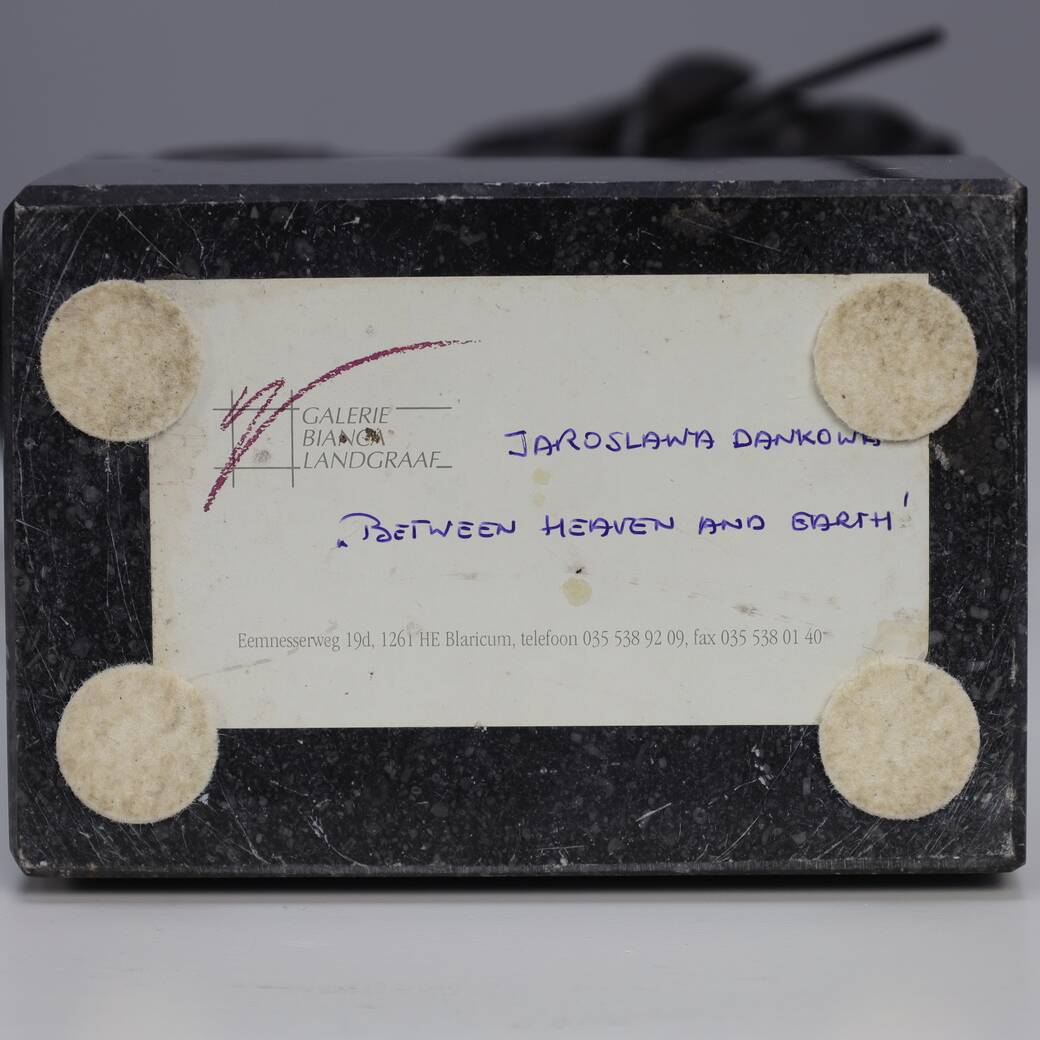 GALERIE
BIANCA
LANDGRAAF
JAROSLAWA DANKOWA
„BETWEEN HEAVEN AND EARTH'
Eemnesserweg 19d, 1261 HE Blaricum, telefoon 035 538 92 09, fax 035 538 01 40